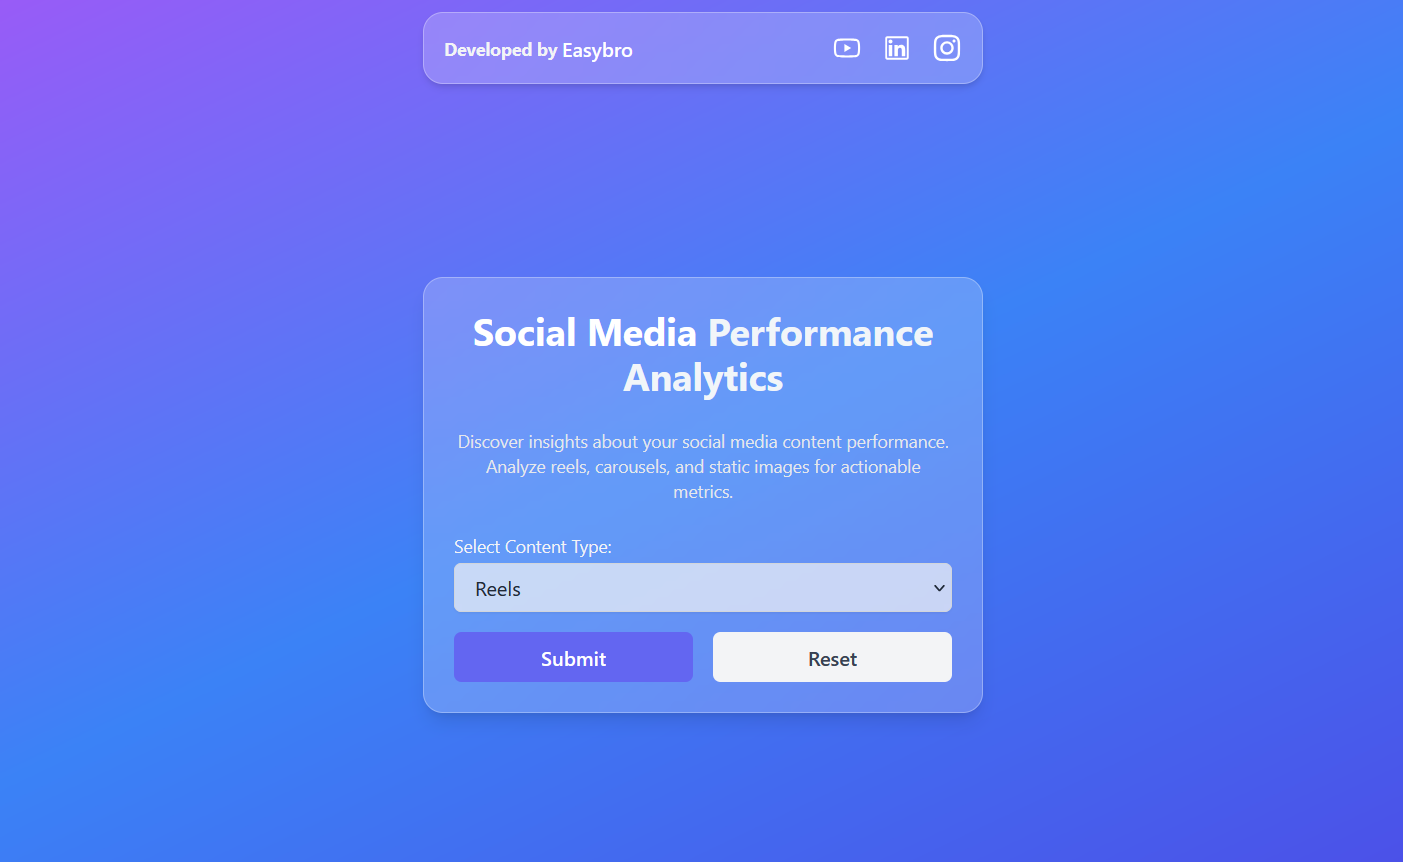 Developed by Easybro
in
Social Media Performance
Analytics
Discover insights about your social media content performance.
Analyze reels, carousels, and static images for actionable
metrics.
Select Content Type:
Reels
Submit
Reset